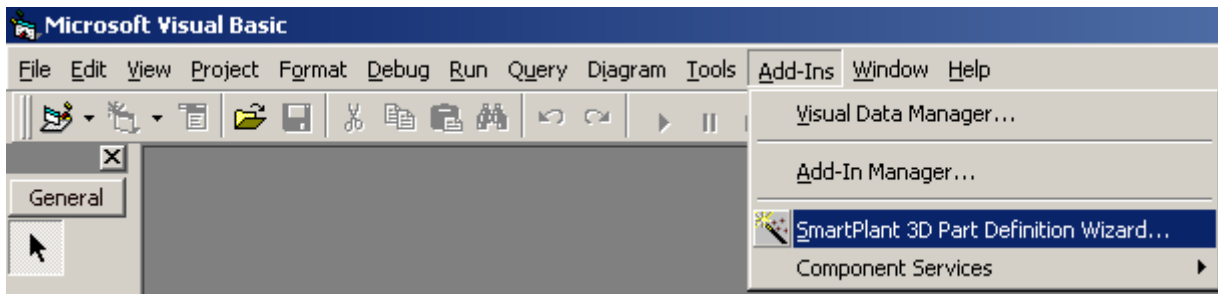 Microsoft Visual Basic
File Edit View Project Format Debug Run Query Diagram Tools Add-Ins Window Help
Visual Data Manager...
Add-In Manager...
General
SmartPlant 3D Part Definition Wizard...
Component Services